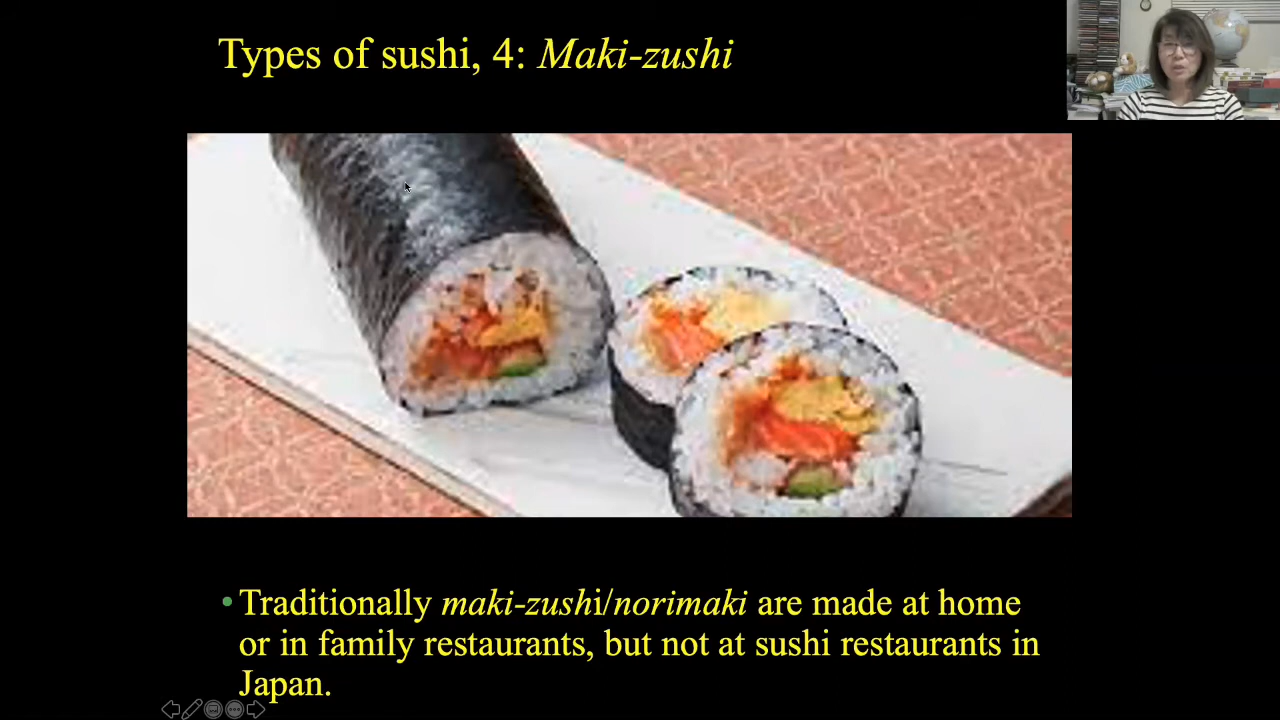 Types of sushi, 4: Maki-zushi
• Traditionally maki-zushi/norimaki are made at home
or in family restaurants, but not at sushi restaurants in
Japan.